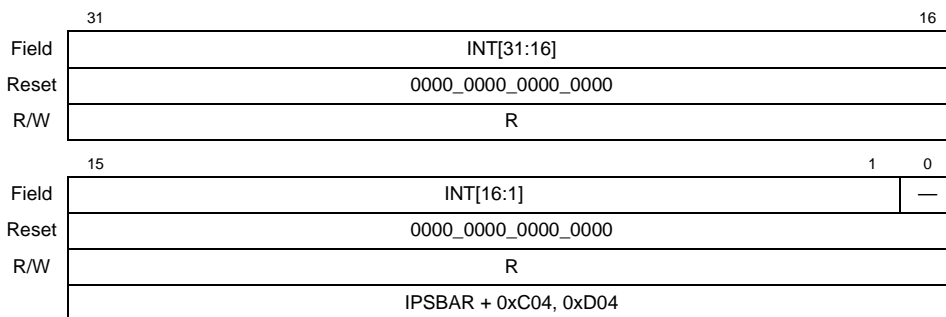 31 16
Field INT[31:16]
Reset 0000_0000_0000_0000
R/W R
15 1 0
Field INT[16:1] —
Reset 0000_0000_0000_0000
R/W R
IPSBAR + 0xC04, 0xD04